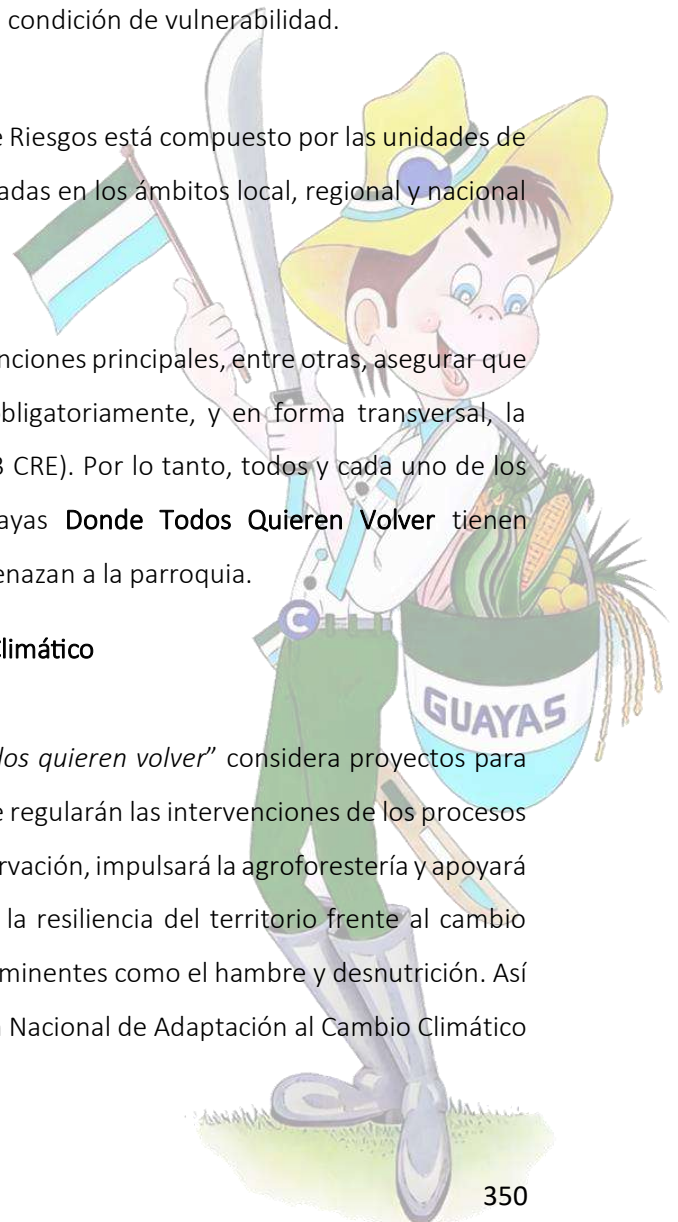 condición de vulnerabilidad.
e Riesgos está compuesto por las unidades de
adas en los ámbitos local, regional y nacional
nciones principales, entre otras, asegurar que
obligatoriamente, y en forma transversal, la
3 CRE). Por lo tanto, todos y cada uno de los
ayas Donde Todos Quieren Volver tienen
enazan a la parroquia.
C
Climático
GUAYAS
los quieren volver” considera proyectos para
e regularán las intervenciones de los procesos
ervación, impulsará la agroforestería y apoyará
la resiliencia del territorio frente al cambio
minentes como el hambre y desnutrición. Así
Nacional de Adaptación al Cambio Climático
350